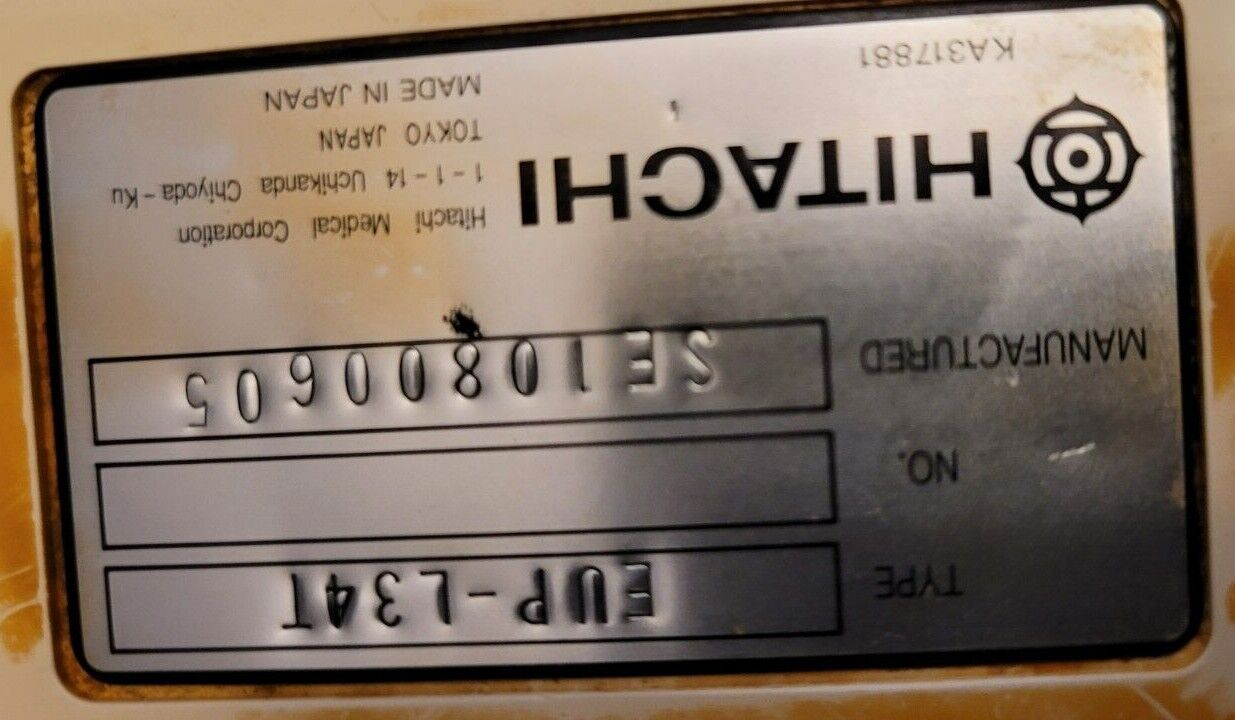 TYPE EUP-L34T
NO.
MANUFACTURED SE10800605
HITACHI
Hitachi Medical Corporation
1-1-14 Uchikanda Chiyoda-Ku
TOKYO JAPAN
MADE IN JAPAN
KA317881